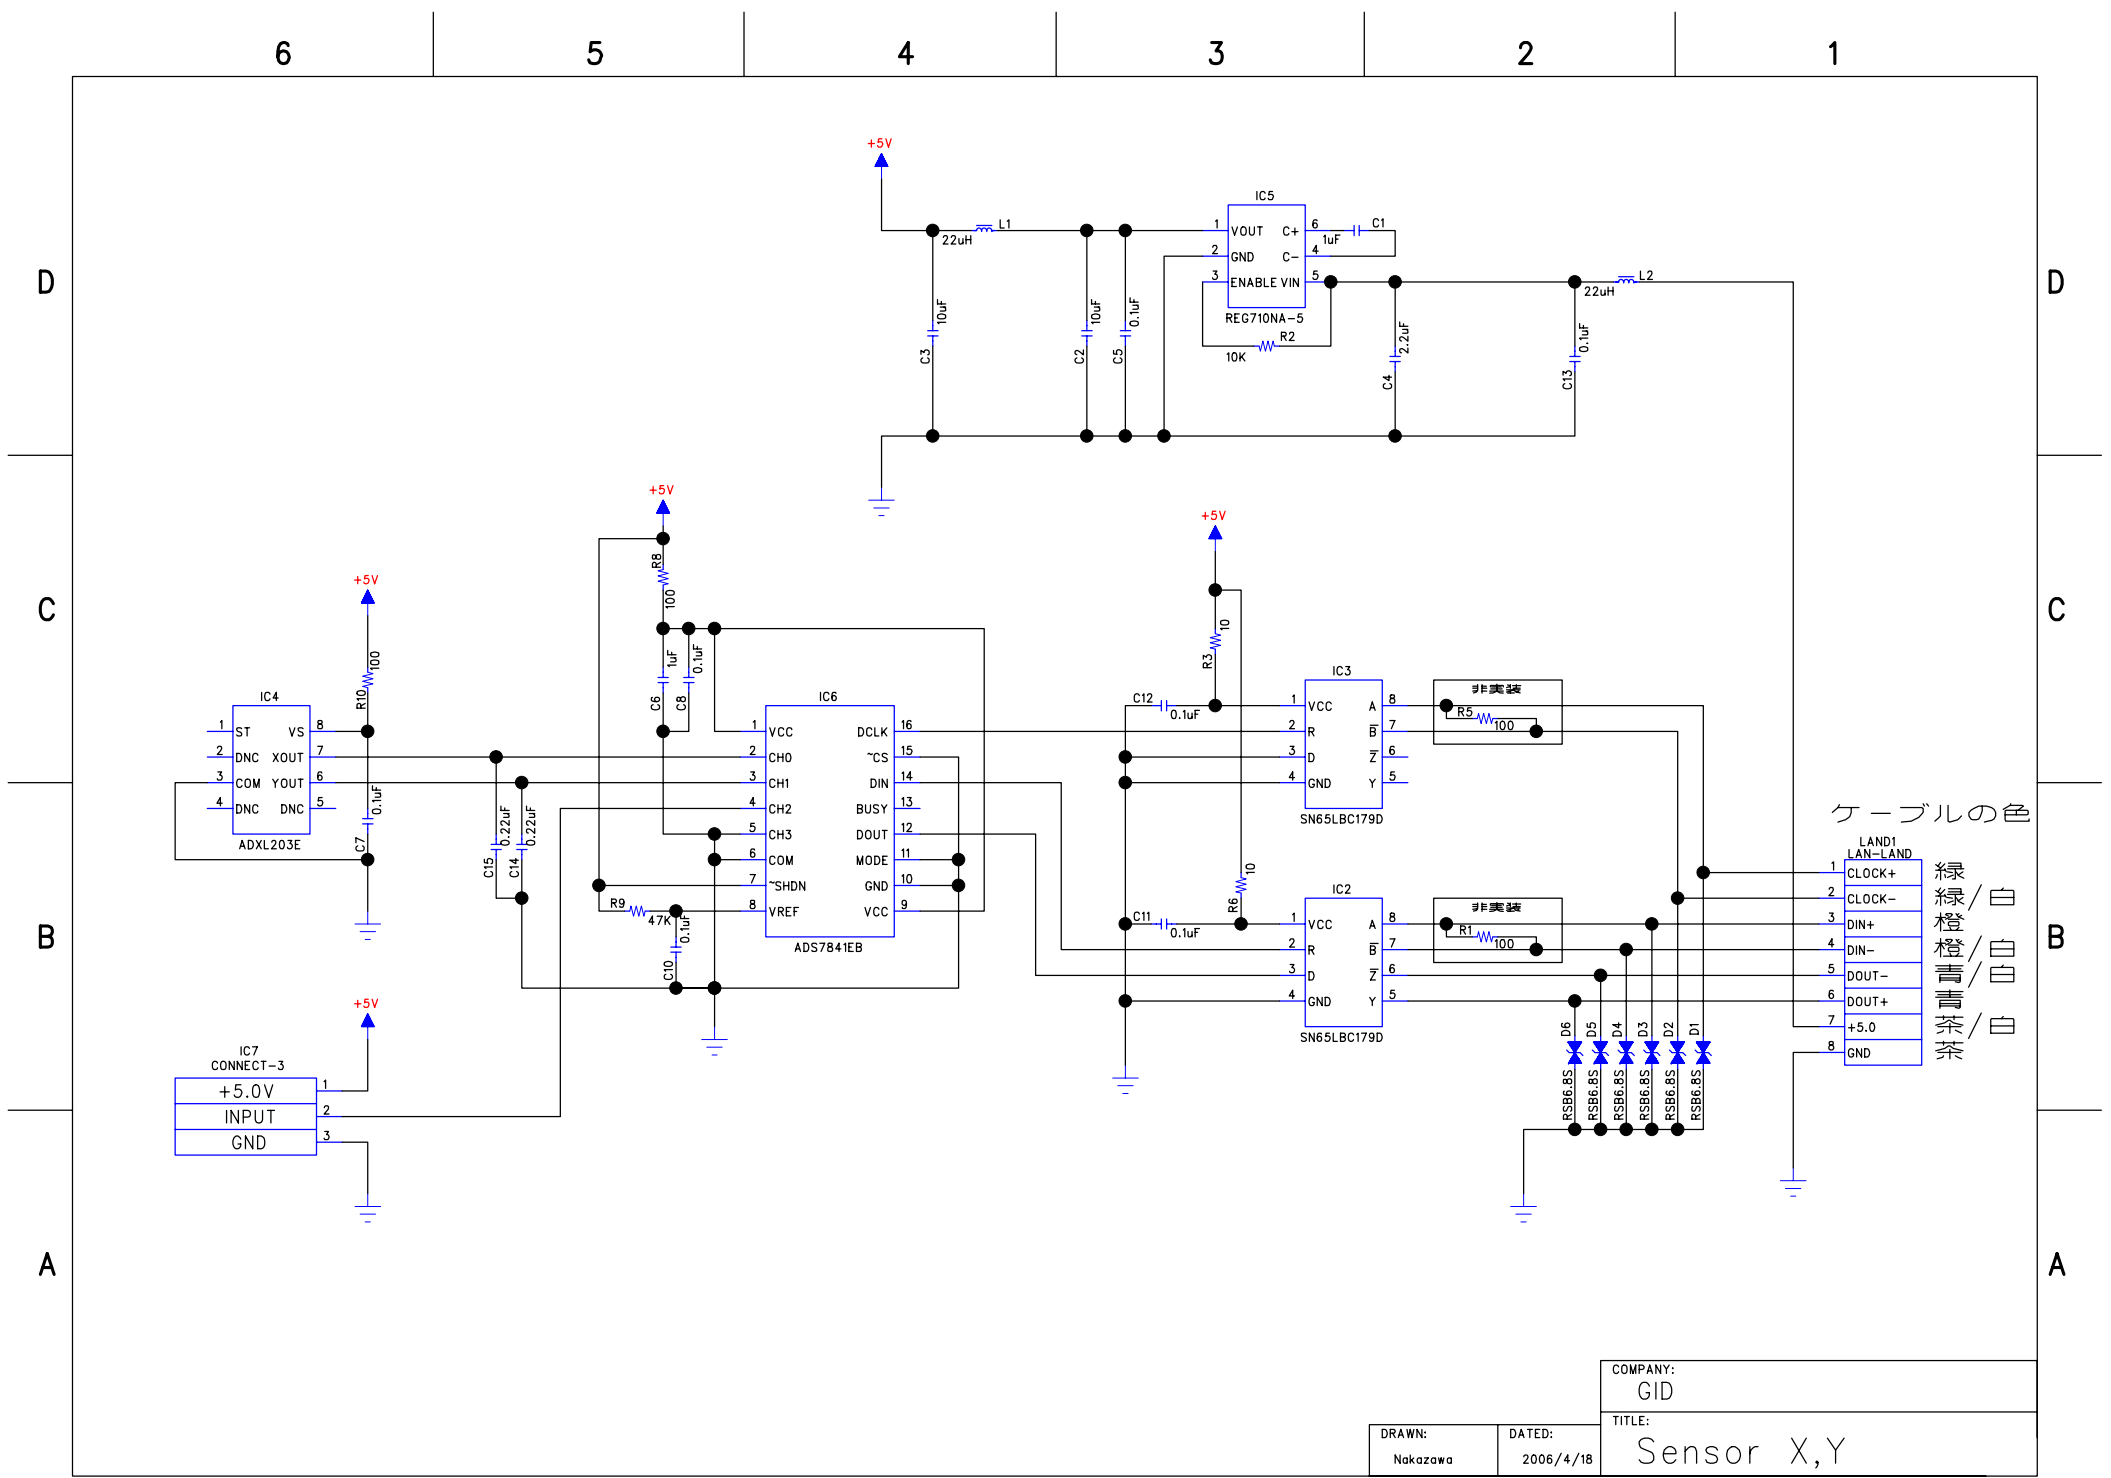 6 5 4 3 2 1
D D
C C
B B
A A
+5V
22uH L1
10uF
C3
10uF
C2
0.1uF
C5
IC5
1 VOUT C+ 6
2 GND C- 4
3 ENABLE VIN 5
REG710NA-5
1uF C1
R2
10K
2.2uF
C4
0.1uF
C13
22uH L2
+5V
R8
100
1uF
C6
0.1uF
C8
+5V
R10
100
IC4
1 ST VS 8
2 DNC XOUT 7
3 COM YOUT 6
4 DNC DNC 5
ADXL203E
0.1uF
C7
C15
0.22uF
C14
0.22uF
IC6
1 VCC DCLK 16
2 CH0 ~CS 15
3 CH1 DIN 14
4 CH2 BUSY 13
5 CH3 DOUT 12
6 COM MODE 11
7 ~SHDN GND 10
8 VREF VCC 9
ADS7841EB
R9
47K
0.1uF
C10
+5V
10
R3
C12
0.1uF
IC3
1 VCC A 8
2 R B 7
3 D Z 6
4 GND Y 5
SN65LBC179D
非実装
R5
100
10
R6
C11
0.1uF
IC2
1 VCC A 8
2 R B 7
3 D Z 6
4 GND Y 5
SN65LBC179D
非実装
R1
100
D6 D5 D4 D3 D2 D1
RSB6.8S RSB6.8S RSB6.8S RSB6.8S RSB6.8S RSB6.8S
ケーブルの色
LAND1
LAN-LAND
1 CLOCK+ 緑
2 CLOCK- 緑/白
3 DIN+ 橙
4 DIN- 橙/白
5 DOUT- 青/白
6 DOUT+ 青
7 +5.0 茶/白
8 GND 茶
+5V
IC7
CONNECT-3
+5.0V 1
INPUT 2
GND 3
COMPANY:
GID
TITLE:
Sensor X,Y
DRAWN:
Nakazawa
DATED:
2006/4/18